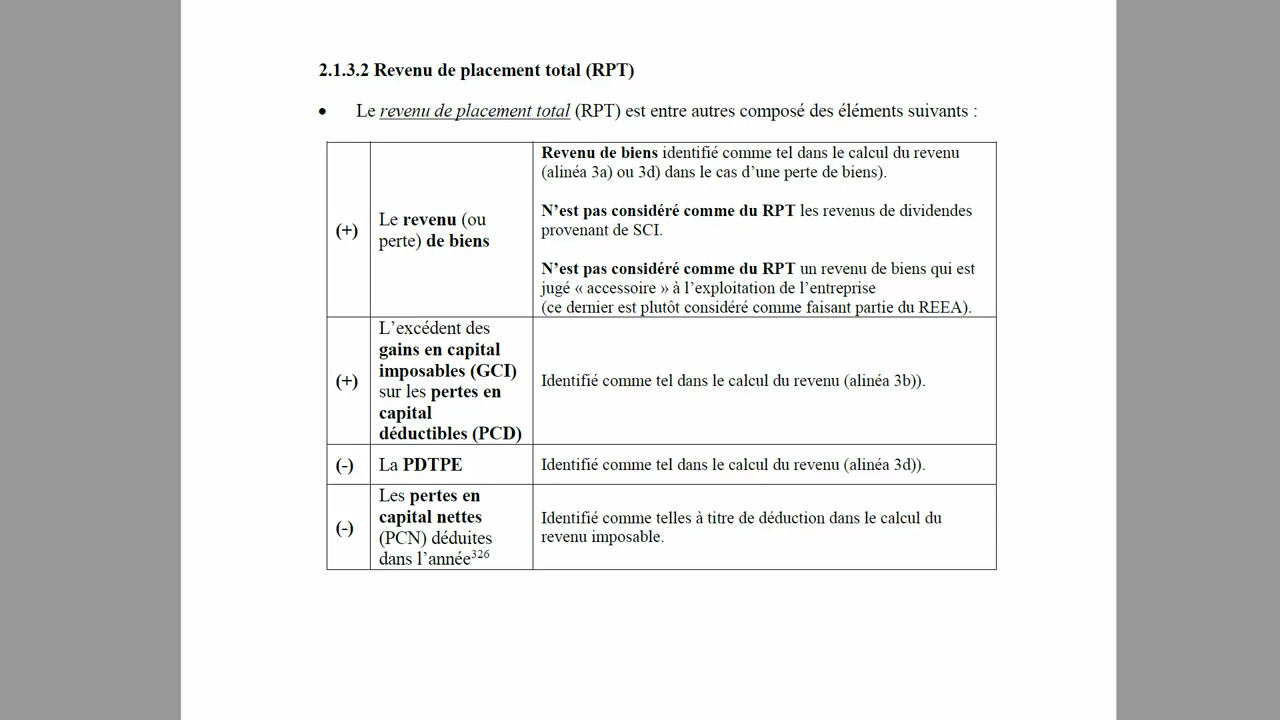 2.1.3.2 Revenu de placement total (RPT)
• Le revenu de placement total (RPT) est entre autres composé des éléments suivants :
(+)
Le revenu (ou
perte) de biens
Revenu de biens identifié comme tel dans le calcul du revenu
(alinéa 3a) ou 3d) dans le cas d’une perte de biens).
N’est pas considéré comme du RPT les revenus de dividendes
provenant de SCI.
N’est pas considéré comme du RPT un revenu de biens qui est
jugé « accessoire » à l’exploitation de l’entreprise
(ce dernier est plutôt considéré comme faisant partie du REEA).
(+)
L’excédent des
gains en capital
imposables (GCI)
sur les pertes en
capital
déductibles (PCD)
Identifié comme tel dans le calcul du revenu (alinéa 3b)).
(-)
La PDTPE
Identifié comme tel dans le calcul du revenu (alinéa 3d)).
(-)
Les pertes en
capital nettes
(PCN) déduites
dans l’année326
Identifié comme telles à titre de déduction dans le calcul du
revenu imposable.